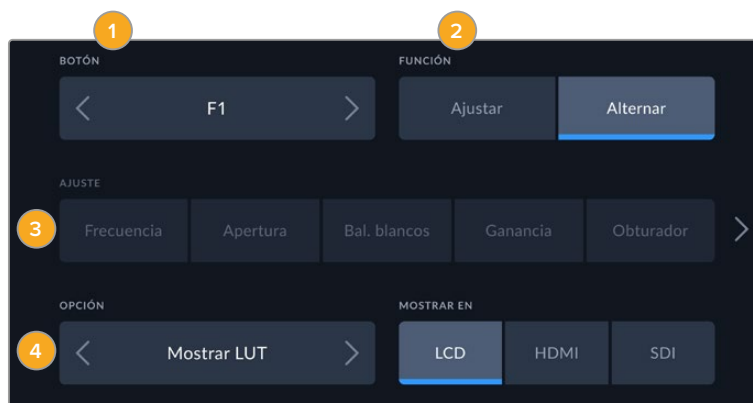 1 2
BOTÓN FUNCIÓN
F1 Ajustar Alternar
AJUSTE
3 Frecuencia Apertura Bal. blancos Ganancia Obturador
OPCIÓN MOSTRAR EN
4 Mostrar LUT LCD HDMI SDI